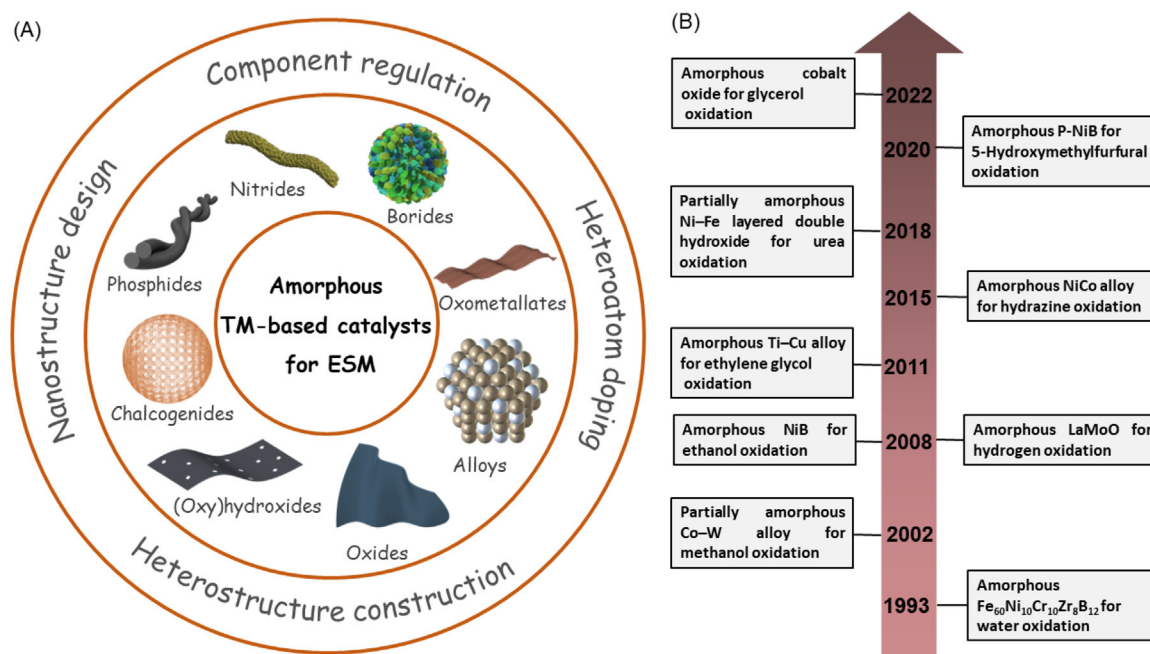 (A)
Component regulation
Nanostructure design
Heteroatom doping
Heterostructure construction
Nitrides
Borides
Phosphides
Oxometallates
Chalcogenides
Alloys
(Oxy)hydroxides
Oxides
Amorphous
TM-based catalysts
for ESM
(B)
Amorphous cobalt
oxide for glycerol
oxidation
2022
2020
Amorphous P-NiB for
5-Hydroxymethylfurfural
oxidation
Partially amorphous
Ni–Fe layered double
hydroxide for urea
oxidation
2018
2015
Amorphous NiCo alloy
for hydrazine oxidation
Amorphous Ti–Cu alloy
for ethylene glycol
oxidation
2011
Amorphous NiB for
ethanol oxidation
2008
Amorphous LaMoO for
hydrogen oxidation
Partially amorphous
Co–W alloy for
methanol oxidation
2002
1993
Amorphous
Fe₆₀Ni₁₀Cr₁₀Zr₈B₁₂ for
water oxidation